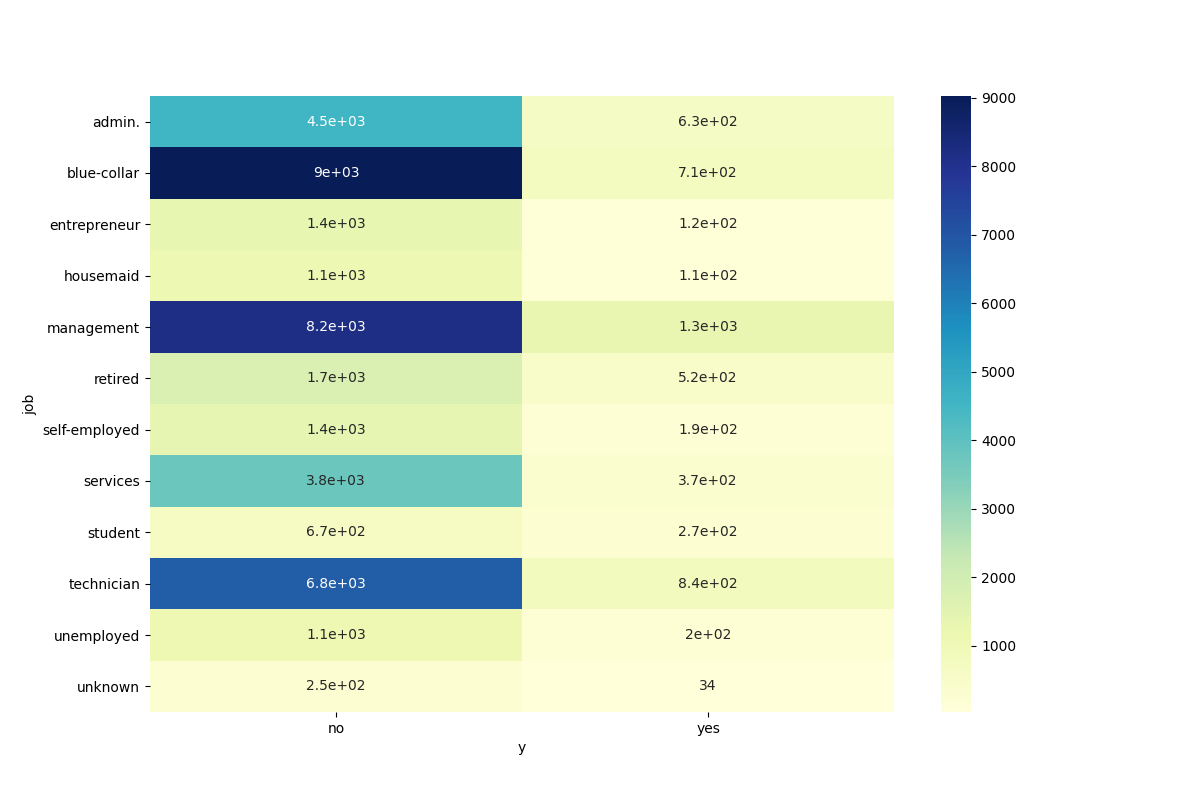 admin. 4.5e+03 6.3e+02
blue-collar 9e+03 7.1e+02
entrepreneur 1.4e+03 1.2e+02
housemaid 1.1e+03 1.1e+02
management 8.2e+03 1.3e+03
retired 1.7e+03 5.2e+02
self-employed 1.4e+03 1.9e+02
services 3.8e+03 3.7e+02
student 6.7e+02 2.7e+02
technician 6.8e+03 8.4e+02
unemployed 1.1e+03 2e+02
unknown 2.5e+02 34
job
no yes
y
9000
8000
7000
6000
5000
4000
3000
2000
1000